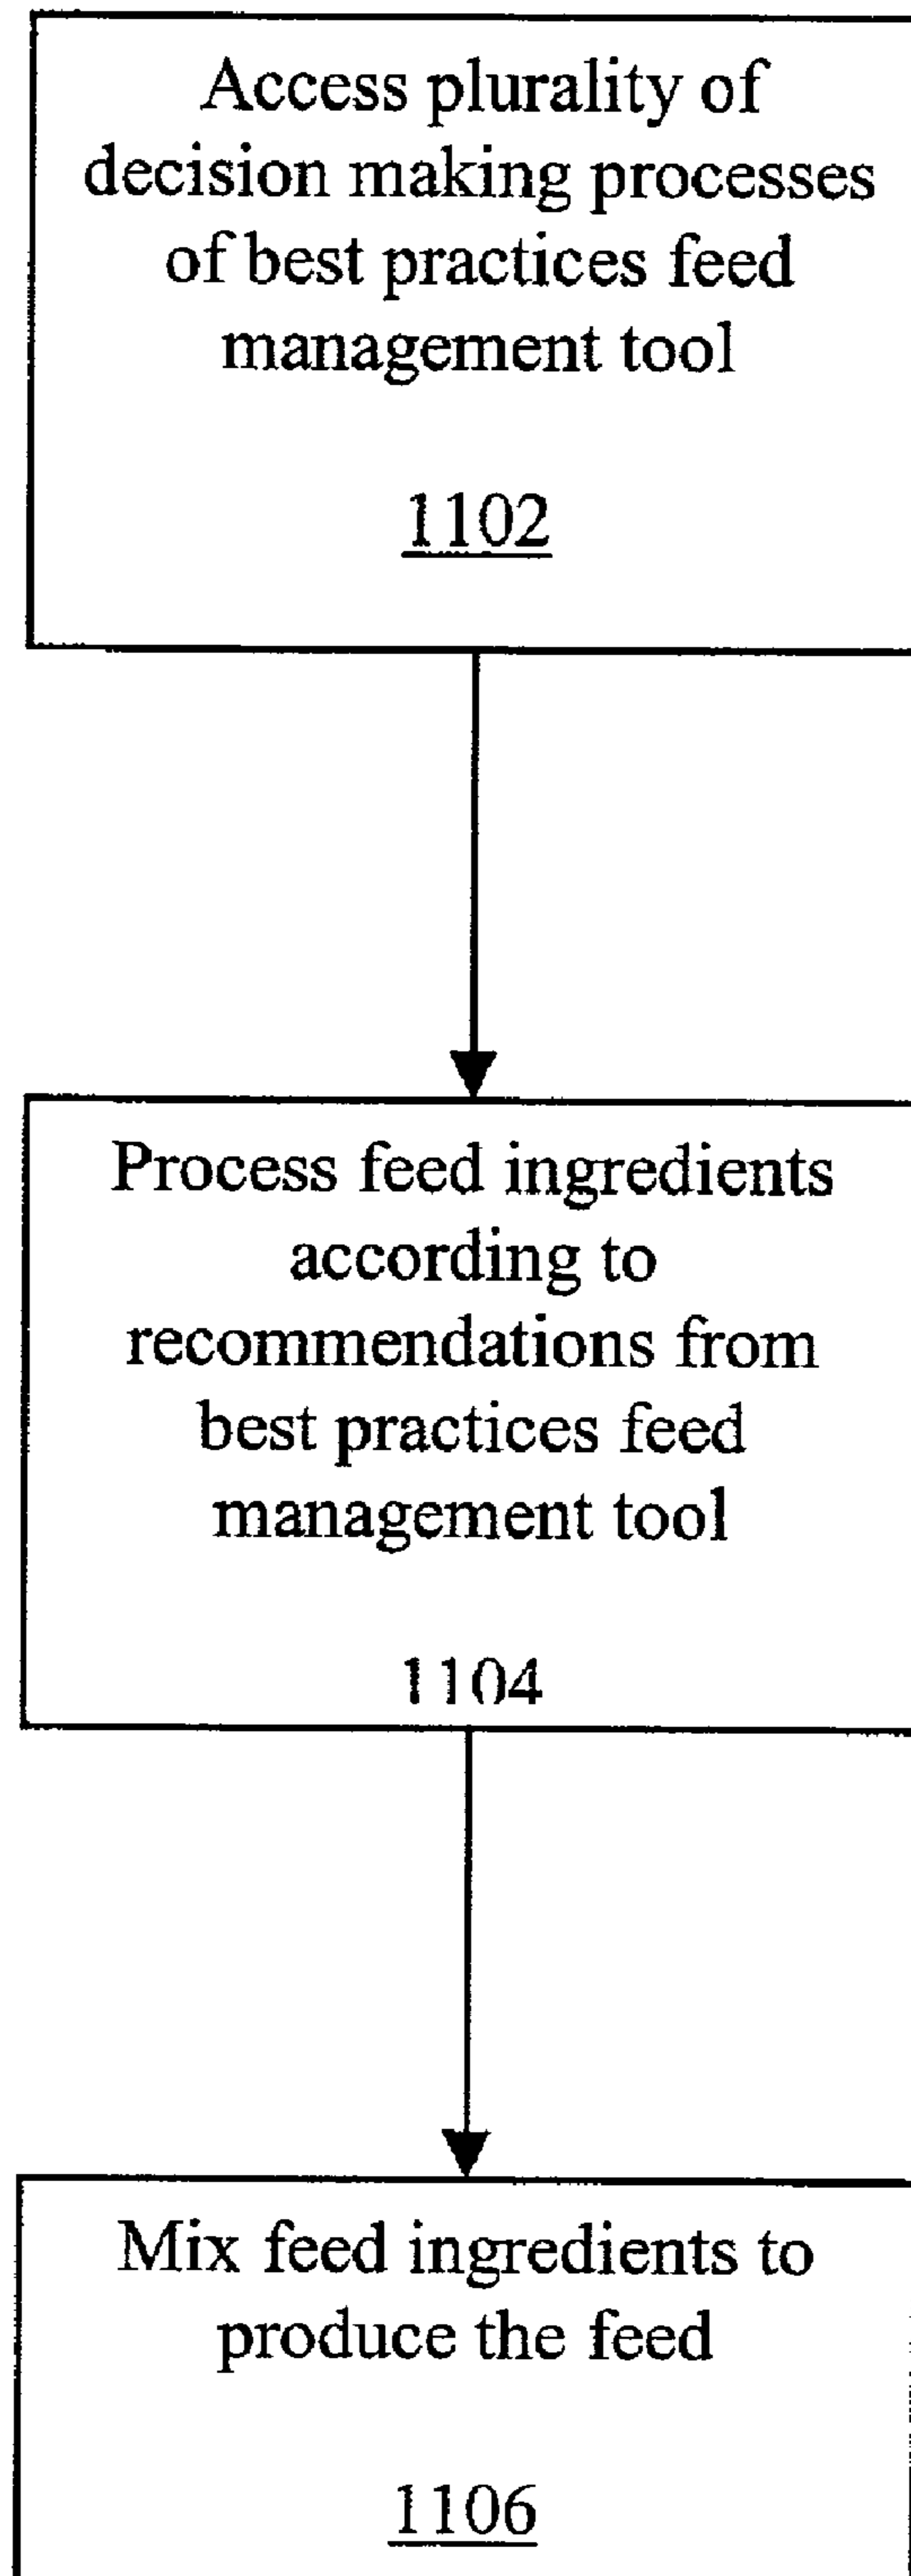 Access plurality of
decision making processes
of best practices feed
management tool
1102
Process feed ingredients
according to
recommendations from
best practices feed
management tool
1104
Mix feed ingredients to
produce the feed
1106